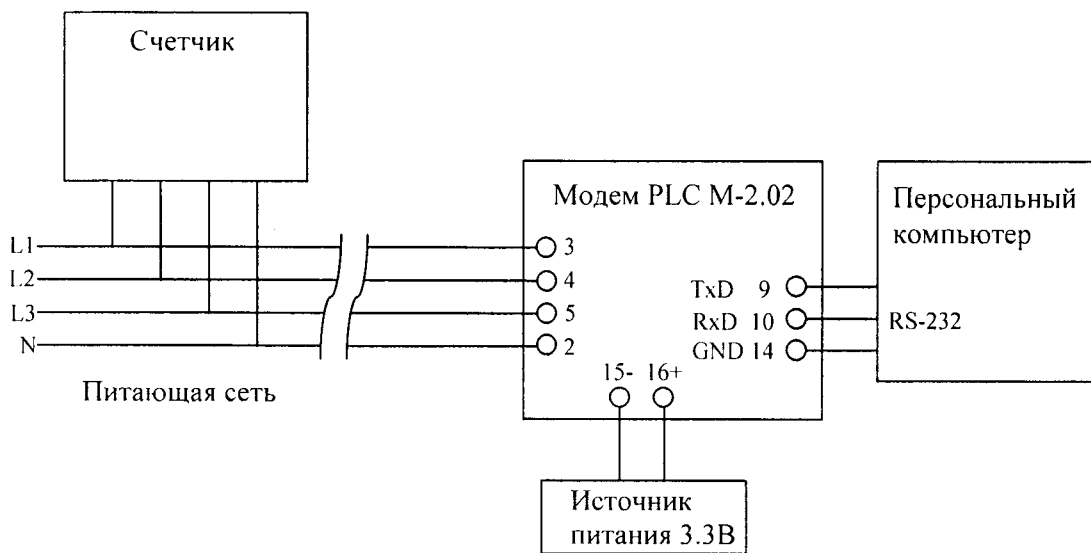 Счетчик
L1
L2
L3
N
Питающая сеть
Модем PLC М-2.02
3
4
5
2
TxD 9
RxD 10
GND 14
15- 16+
Персональный
компьютер
RS-232
Источник
питания 3.3В